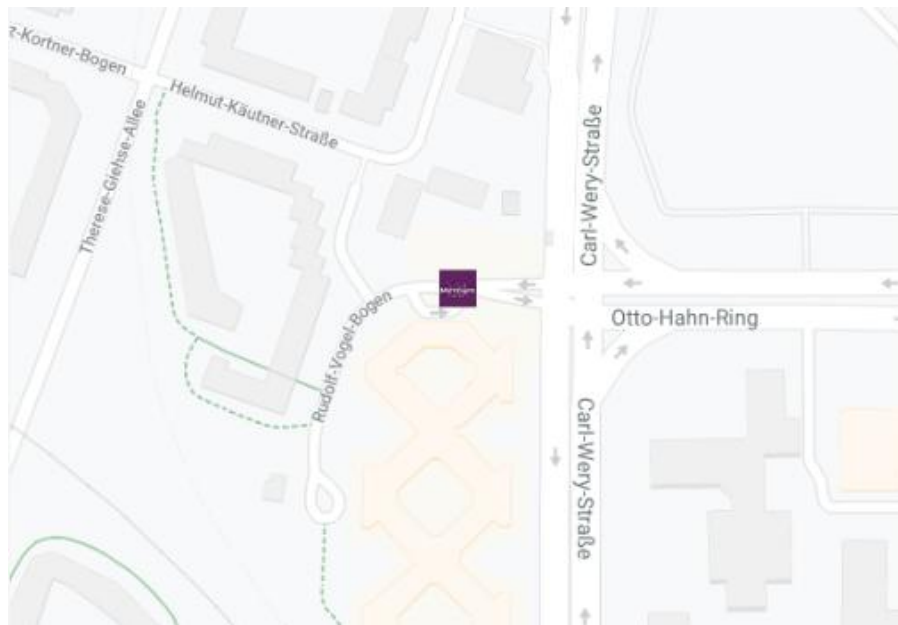 z-Kortner-Bogen
Helmut-Käutner-Straße
Therese-Giehse-Allee
Carl-Wery-Straße
Rudolf-Vogel-Bogen
Otto-Hahn-Ring
Carl-Wery-Straße